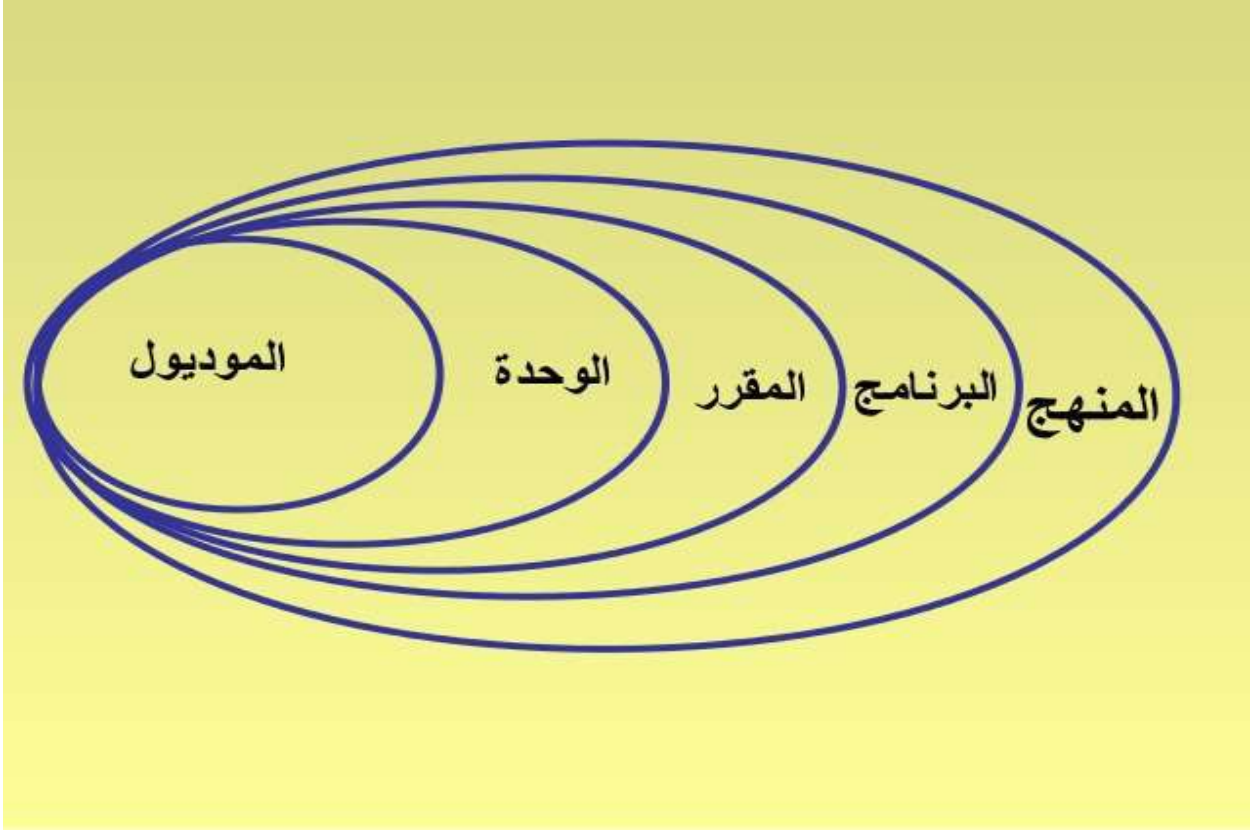 المنهج
البرنامج
المقرر
الوحدة
الموديول